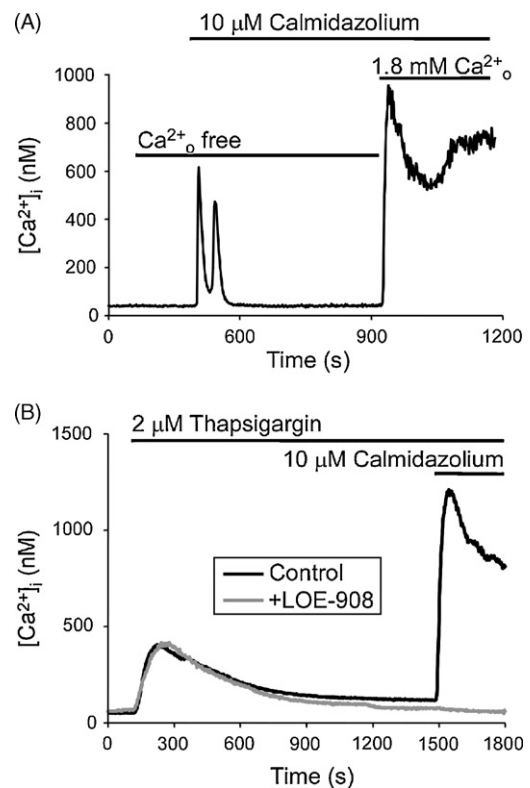 (A)
10 μM Calmidazolium
1.8 mM Ca²⁺ₒ
Ca²⁺ₒ free
[Ca²⁺]ᵢ (nM)
1000
800
600
400
200
0
0 300 600 900 1200
Time (s)
(B)
2 μM Thapsigargin
10 μM Calmidazolium
Control
+LOE-908
[Ca²⁺]ᵢ (nM)
1500
1000
500
0
0 300 600 900 1200 1500 1800
Time (s)